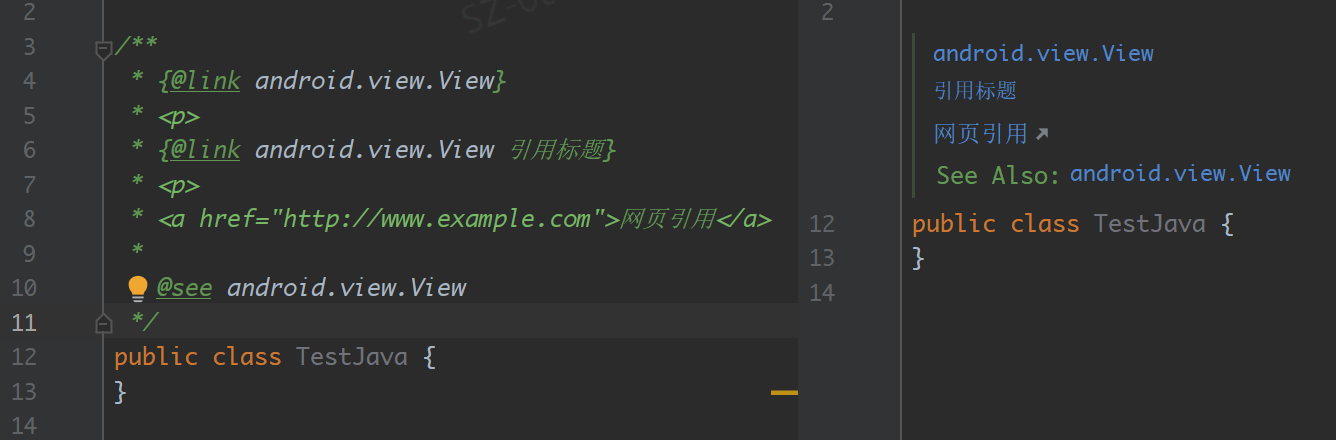 2
3 /**
4 * {@link android.view.View}
5 * <p>
6 * {@link android.view.View 引用标题}
7 * <p>
8 * <a href="http://www.example.com">网页引用</a>
9 *
10 @see android.view.View
11 */
12 public class TestJava {
13 }
14
2
android.view.View
引用标题
网页引用
See Also: android.view.View
12 public class TestJava {
13 }
14